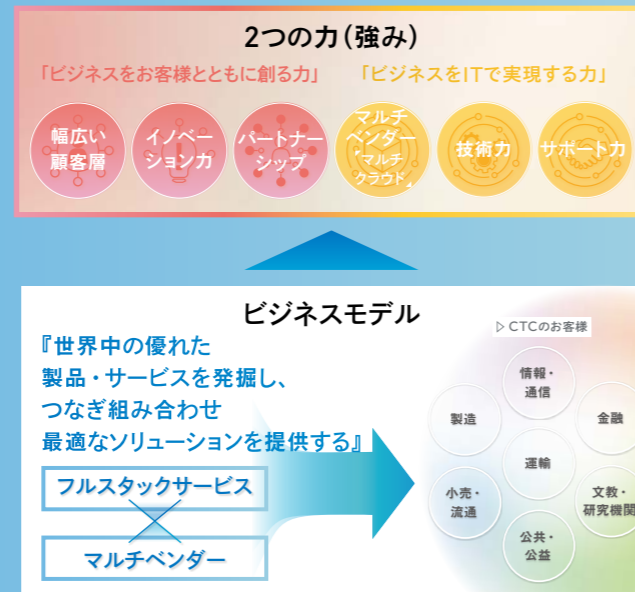 2つの力（強み）
「ビジネスをお客様とともに創る力」
「ビジネスをITで実現する力」
幅広い
顧客層
イノベー
ションカ
パートナー
シップ
マルチ
ベンダー
「マルチ
クラウド」
技術力
サポート力
ビジネスモデル
『世界中の優れた
製品・サービスを発掘し、
つなぎ組み合わせ
最適なソリューションを提供する』
フルスタックサービス
マルチベンダー
▷CTCのお客様
情報・
通信
製造
金融
運輸
小売・
流通
文教・
研究機関
公共・
公益